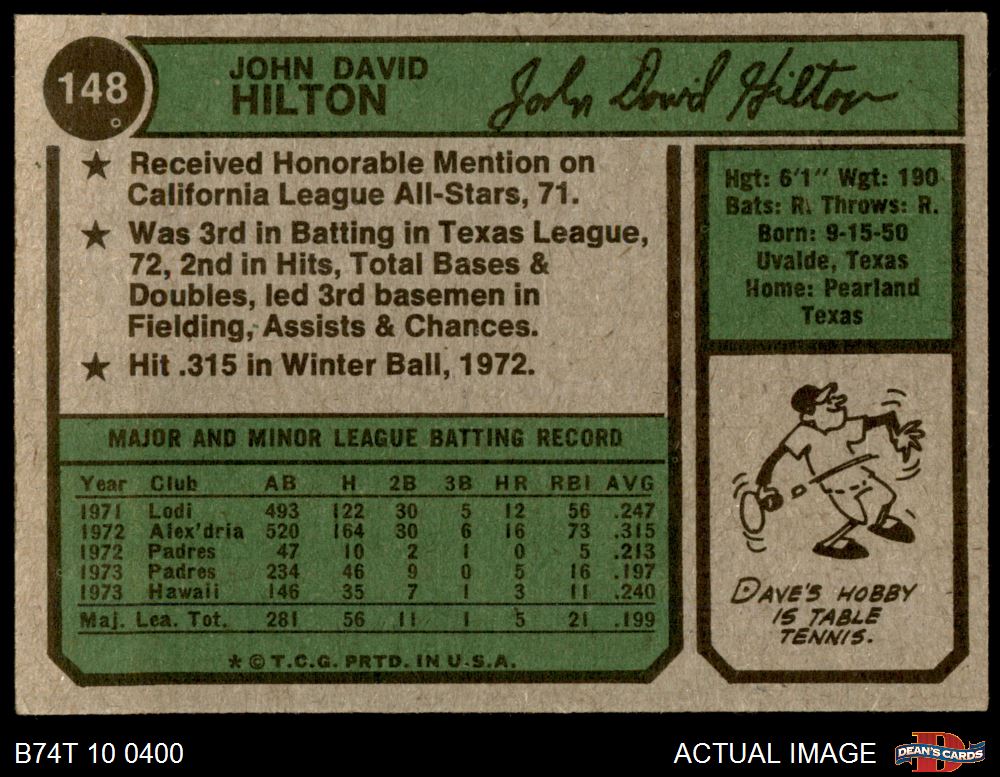 148
JOHN DAVID
HILTON
John David Hilton
★ Received Honorable Mention on
California League All-Stars, 71.
★ Was 3rd in Batting in Texas League,
72, 2nd in Hits, Total Bases &
Doubles, led 3rd basemen in
Fielding, Assists & Chances.
★ Hit .315 in Winter Ball, 1972.
Hgt: 6'1" Wgt: 190
Bats: R. Throws: R.
Born: 9-15-50
Uvalde, Texas
Home: Pearland
Texas
MAJOR AND MINOR LEAGUE BATTING RECORD
Year Club AB H 2B 3B HR RBI AVG
1971 Lodi 493 122 30 5 12 56 .247
1972 Alex'dria 520 164 30 6 16 73 .315
1972 Padres 47 10 2 1 0 5 .213
1973 Padres 234 46 9 0 5 16 .197
1973 Hawaii 146 35 7 1 3 11 .240
Maj. Lea. Tot. 281 56 11 1 5 21 .199
* © T.C.G. PRTD. IN U.S.A.
DAVE'S HOBBY
IS TABLE
TENNIS.
B74T 10 0400
ACTUAL IMAGE
D
DEAN'S CARDS